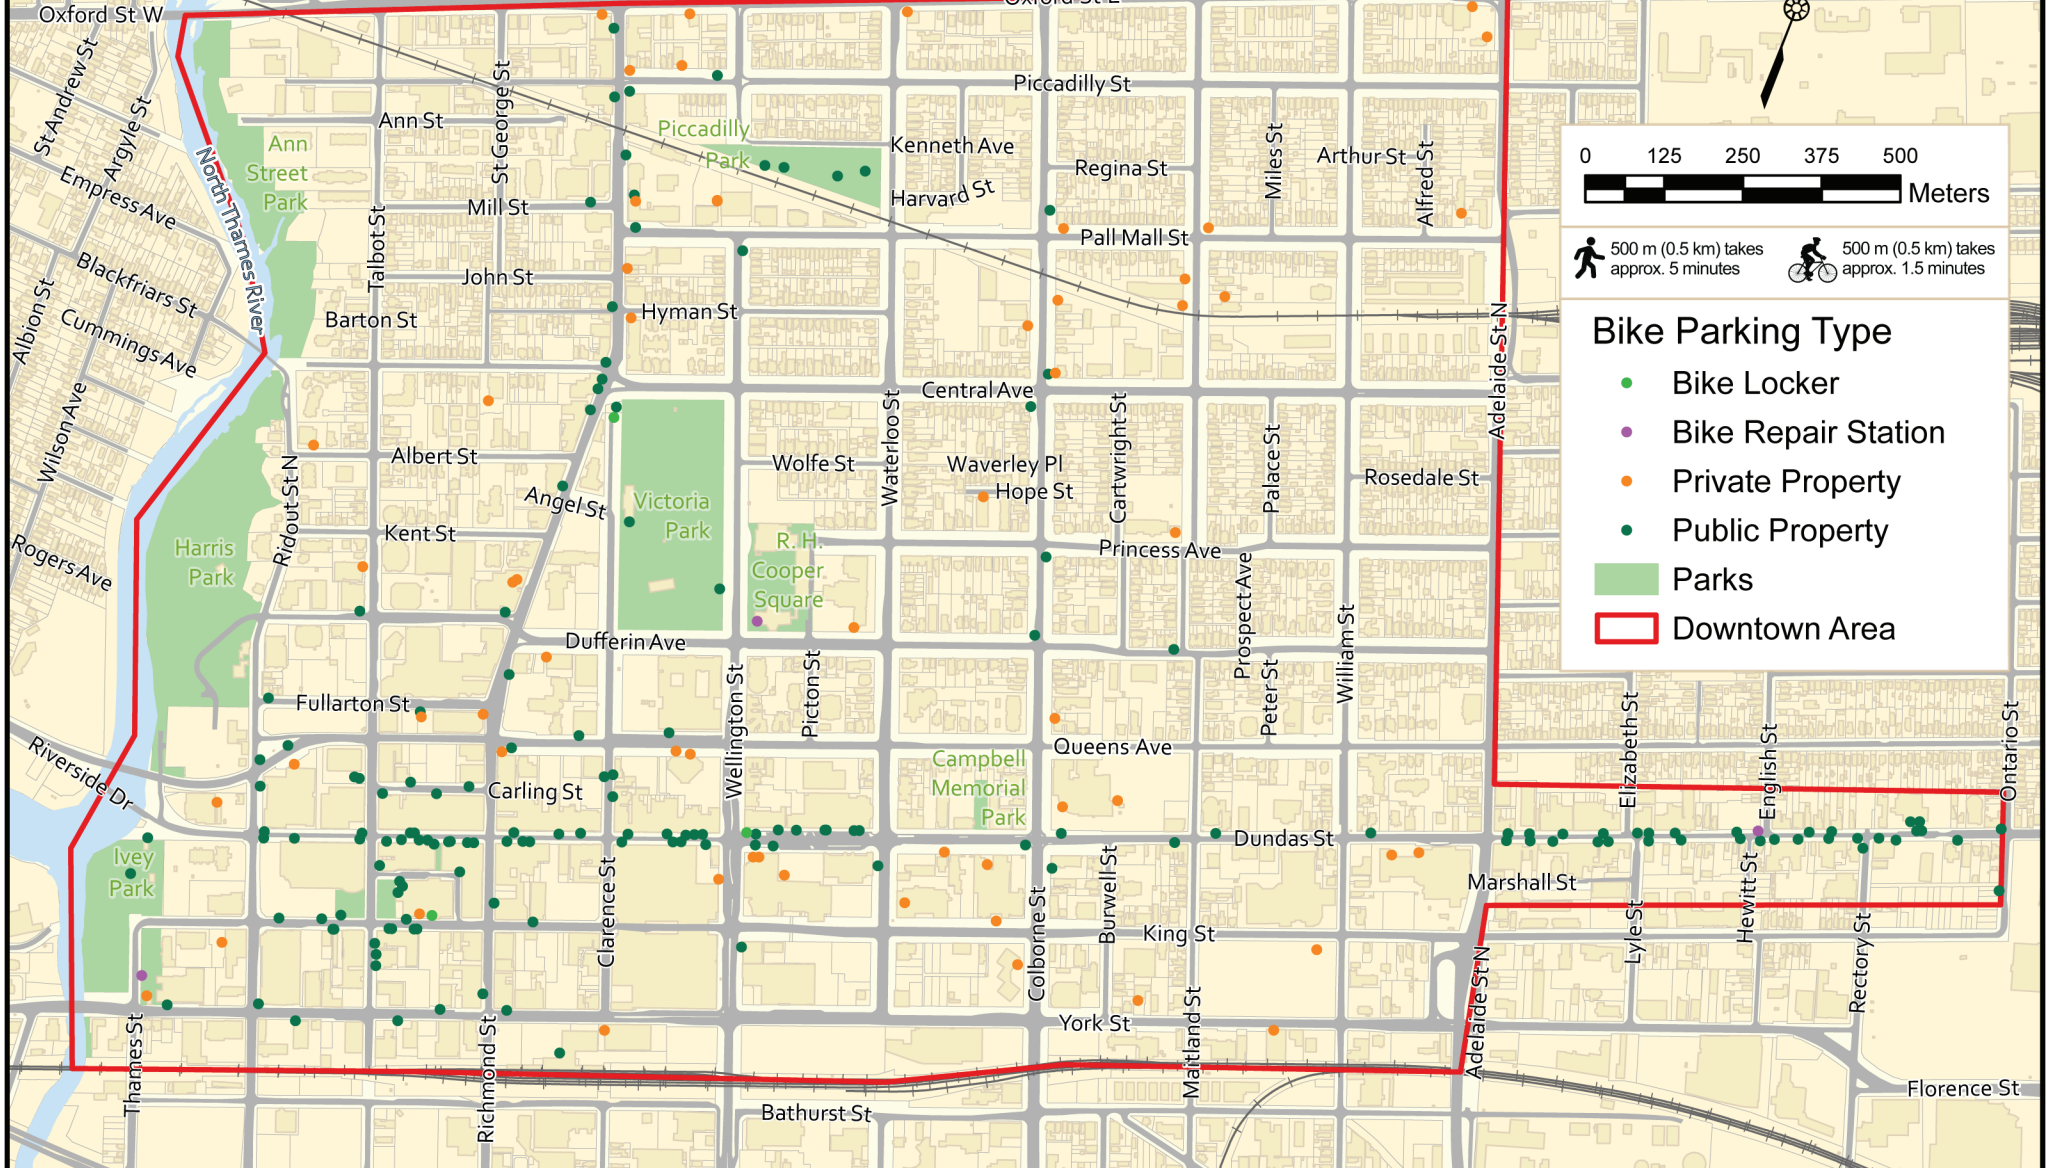 Oxford St W
Oxford St E
St Andrew St
Argyle St
St George St
Piccadilly St
Ann St
Piccadilly
Park
Kenneth Ave
Ann
Street
Park
Regina St
Miles St
Arthur St
Alfred St
Empress Ave
North Thames River
Mill St
Harvard St
Talbot St
Pall Mall St
Blackfriars St
John St
Albion St
Cummings Ave
Barton St
Hyman St
Adelaide St N
Central Ave
Wilson Ave
Waterloo St
Cartwright St
Albert St
Wolfe St
Waverley Pl
Hope St
Palace St
Rosedale St
Ridout St N
Angel St
Victoria
Park
Kent St
Harris
Park
R. H.
Cooper
Square
Princess Ave
Rogers Ave
Prospect Ave
William St
Dufferin Ave
Wellington St
Picton St
Peter St
Fullarton St
Queens Ave
Riverside Dr
Carling St
Campbell
Memorial
Park
Elizabeth St
English St
Ontario St
Dundas St
Ivey
Park
Clarence St
Colborne St
Burwell St
Marshall St
King St
Lyle St
Hewitt St
Rectory St
Adelaide St N
York St
Thames St
Richmond St
Maitland St
Bathurst St
Florence St
0 125 250 375 500
Meters
500 m (0.5 km) takes
approx. 5 minutes
500 m (0.5 km) takes
approx. 1.5 minutes
Bike Parking Type
Bike Locker
Bike Repair Station
Private Property
Public Property
Parks
Downtown Area